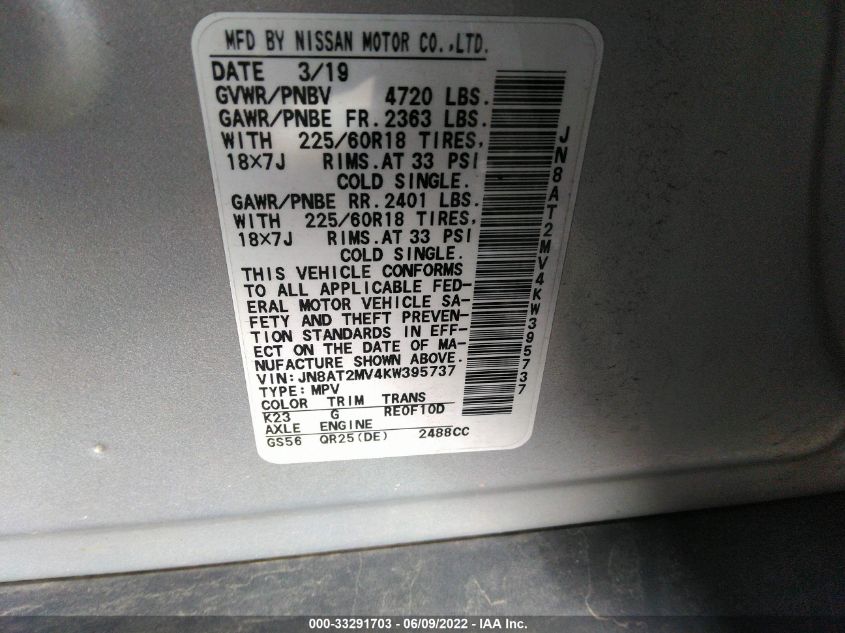 MFD BY NISSAN MOTOR CO.,LTD.
DATE 3/19
GVWR/PNBV 4720 LBS.
GAWR/PNBE FR.2363 LBS.
WITH 225/60R18 TIRES,
18×7J RIMS.AT 33 PSI
COLD SINGLE.
GAWR/PNBE RR.2401 LBS.
WITH 225/60R18 TIRES,
18×7J RIMS.AT 33 PSI
COLD SINGLE.
THIS VEHICLE CONFORMS
TO ALL APPLICABLE FED-
ERAL MOTOR VEHICLE SA-
FETY AND THEFT PREVEN-
TION STANDARDS IN EFF-
ECT ON THE DATE OF MA-
NUFACTURE SHOWN ABOVE.
VIN:JN8AT2MV4KW395737
TYPE:MPV
COLOR TRIM TRANS
K23 G RE0F10D
AXLE ENGINE
GS56 QR25(DE) 2488CC
JN8AT2MV4KW395737
000-33291703 - 06/09/2022 - IAA Inc.